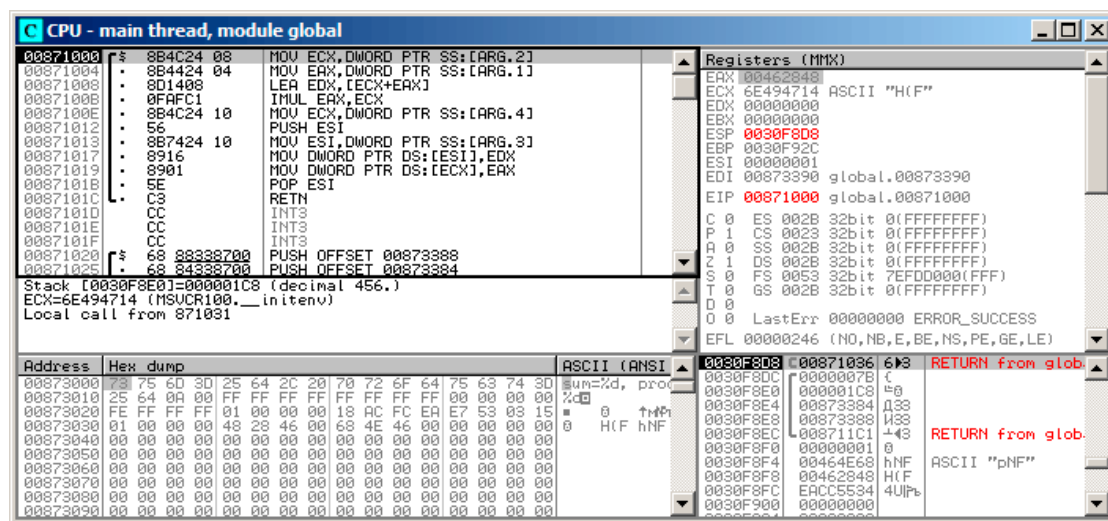 CPU - main thread, module global
00871000 $ 8B4C24 08 MOV ECX,DWORD PTR SS:[ARG.2]
00871004 . 8B4424 04 MOV EAX,DWORD PTR SS:[ARG.1]
00871008 . 8D1408 LEA EDX,[ECX+EAX]
0087100B . 0FAFC1 IMUL EAX,ECX
0087100E . 8B4C24 10 MOV ECX,DWORD PTR SS:[ARG.4]
00871012 . 56 PUSH ESI
00871013 . 8B7424 10 MOV ESI,DWORD PTR SS:[ARG.3]
00871017 . 8916 MOV DWORD PTR DS:[ESI],EDX
00871019 . 8901 MOV DWORD PTR DS:[ECX],EAX
0087101B . 5E POP ESI
0087101C . C3 RETN
0087101D CC INT3
0087101E CC INT3
0087101F CC INT3
00871020 $ 68 88338700 PUSH OFFSET 00873388
00871025 . 68 84338700 PUSH OFFSET 00873384
Stack [0030F8E0]=000001C8 (decimal 456.)
ECX=6E494714 (MSVCR100.__initenv)
Local call from 871031
Registers (MMX)
EAX 00462848
ECX 6E494714 ASCII "H(F"
EDX 00000000
EBX 00000000
ESP 0030F8D8
EBP 0030F92C
ESI 00000001
EDI 00873390 global.00873390
EIP 00871000 global.00871000
C 0 ES 002B 32bit 0(FFFFFFFF)
P 1 CS 0023 32bit 0(FFFFFFFF)
A 0 SS 002B 32bit 0(FFFFFFFF)
Z 1 DS 002B 32bit 0(FFFFFFFF)
S 0 FS 0053 32bit 7EFDD000(FFF)
T 0 GS 002B 32bit 0(FFFFFFFF)
D 0
O 0 LastErr 00000000 ERROR_SUCCESS
EFL 00000246 (NO,NB,E,BE,NS,PE,GE,LE)
Address Hex dump ASCII (ANSI
00873000 73 75 6D 3D 25 64 2C 20 70 72 6F 64 75 63 74 3D sum=%d, prod
00873010 25 64 0A 00 FF FF FF FF FF FF FF FF 00 00 00 00 %d
00873020 FE FF FF FF 01 00 00 00 18 AC FC EA E7 53 03 15
00873030 01 00 00 00 48 28 46 00 68 4E 46 00 00 00 00 00 H(F hNF
00873040 00 00 00 00 00 00 00 00 00 00 00 00 00 00 00 00
00873050 00 00 00 00 00 00 00 00 00 00 00 00 00 00 00 00
00873060 00 00 00 00 00 00 00 00 00 00 00 00 00 00 00 00
00873070 00 00 00 00 00 00 00 00 00 00 00 00 00 00 00 00
00873080 00 00 00 00 00 00 00 00 00 00 00 00 00 00 00 00
00873090 00 00 00 00 00 00 00 00 00 00 00 00 00 00 00 00
0030F8D8 00871036 6 3 RETURN from glob
0030F8DC 0000007B {
0030F8E0 000001C8
0030F8E4 00873384 Д3З
0030F8E8 00873388 И3З
0030F8EC 008711C1 RETURN from glob
0030F8F0 00000001
0030F8F4 00464E68 hNF ASCII "pNF"
0030F8F8 00462848 H(F
0030F8FC EACC5534
0030F900 00000000